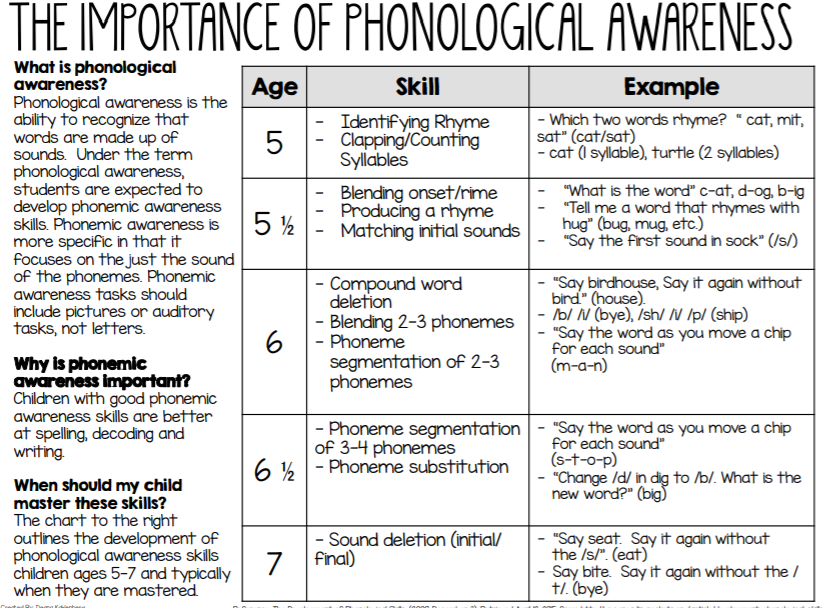 THE IMPORTANCE OF PHONOLOGICAL AWARENESS
What is phonological
awareness?
Phonological awareness is the
ability to recognize that
words are made up of
sounds. Under the term
phonological awareness,
students are expected to
develop phonemic awareness
skills. Phonemic awareness is
more specific in that it
focuses on the just the sound
of the phonemes. Phonemic
awareness tasks should
include pictures or auditory
tasks, not letters.
Why is phonemic
awareness important?
Children with good phonemic
awareness skills are better
at spelling, decoding and
writing.
When should my child
master these skills?
The chart to the right
outlines the development of
phonological awareness skills
children ages 5-7 and typically
when they are mastered.
Age Skill Example
5
- Identifying Rhyme
- Clapping/Counting
Syllables
- Which two words rhyme? " cat, mit,
sat" (cat/sat)
- cat (1 syllable), turtle (2 syllables)
5 ½
- Blending onset/rime
- Producing a rhyme
- Matching initial sounds
- "What is the word" c-at, d-og, b-ig
- "Tell me a word that rhymes with
hug" (bug, mug, etc.)
- "Say the first sound in sock" (/s/)
6
- Compound word
deletion
- Blending 2-3 phonemes
- Phoneme
segmentation of 2-3
phonemes
- "Say birdhouse, Say it again without
bird." (house).
- /b/ /i/ (bye), /sh/ /i/ /p/ (ship)
- "Say the word as you move a chip
for each sound"
(m-a-n)
6 ½
- Phoneme segmentation
of 3-4 phonemes
- Phoneme substitution
- "Say the word as you move a chip
for each sound"
(s-t-o-p)
- "Change /d/ in dig to /b/. What is the
new word?" (big)
7
- Sound deletion (initial/
final)
- "Say seat. Say it again without
the /s/". (eat)
- Say bite. Say it again without the /
t/. (bye)